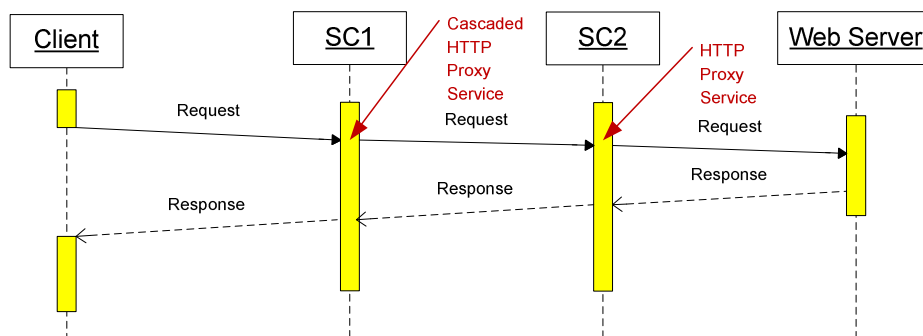 Client
SC1
SC2
Web Server
Cascaded
HTTP
Proxy
Service
HTTP
Proxy
Service
Request
Request
Request
Response
Response
Response